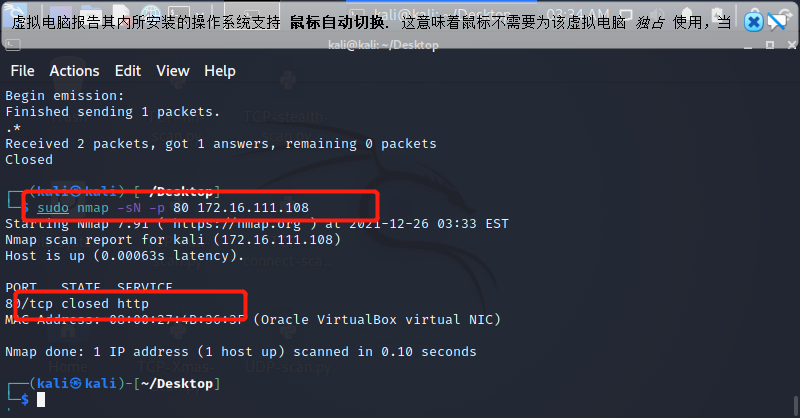 虚拟电脑报告其内所安装的操作系统支持 鼠标自动切换. 这意味着鼠标不需要为该虚拟电脑 独占 使用，当
kali@kali: ~/Desktop
File Actions Edit View Help
Begin emission:
Finished sending 1 packets.
.*
Received 2 packets, got 1 answers, remaining 0 packets
Closed
┌──(kali㉿kali)-[~/Desktop]
└─$ sudo nmap -sN -p 80 172.16.111.108
Starting Nmap 7.91 ( https://nmap.org ) at 2021-12-26 03:33 EST
Nmap scan report for kali (172.16.111.108)
Host is up (0.00063s latency).
PORT STATE SERVICE
80/tcp closed http
MAC Address: 08:00:27:4B:36:3F (Oracle VirtualBox virtual NIC)
Nmap done: 1 IP address (1 host up) scanned in 0.10 seconds
┌──(kali㉿kali)-[~/Desktop]
└─$